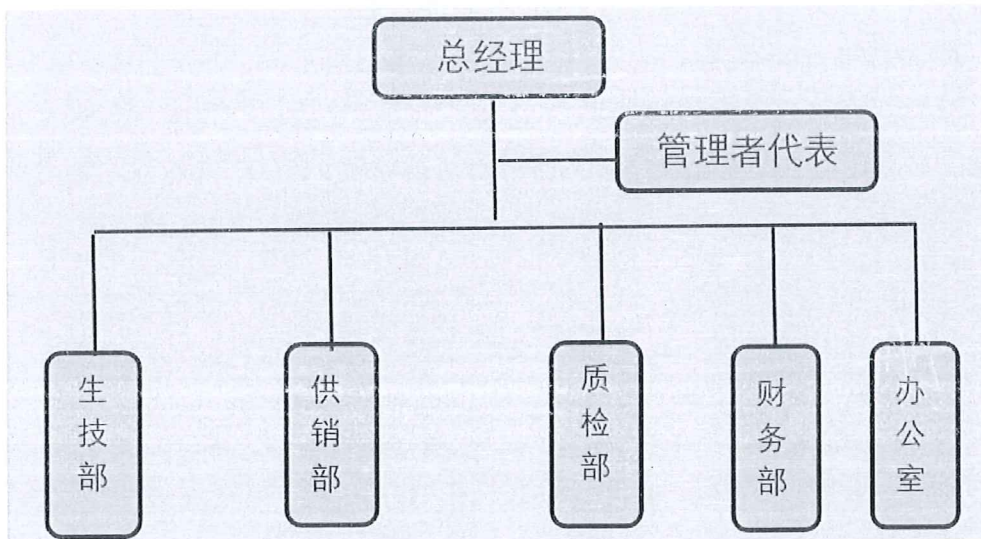 总经理
管理者代表
生技部
供销部
质检部
财务部
办公室